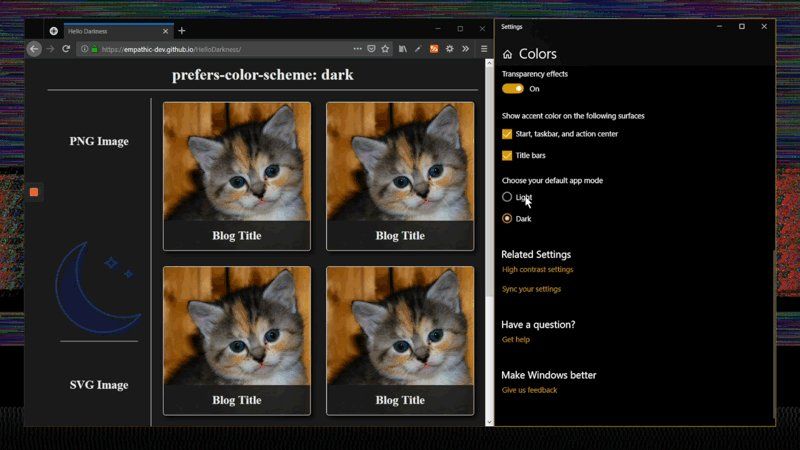 Hello Darkness
https://empathic-dev.github.io/HelloDarkness/
prefers-color-scheme: dark
PNG Image
Blog Title
Blog Title
SVG Image
Blog Title
Blog Title
Settings
Colors
Transparency effects
On
Show accent color on the following surfaces
Start, taskbar, and action center
Title bars
Choose your default app mode
Light
Dark
Related Settings
High contrast settings
Sync your settings
Have a question?
Get help
Make Windows better
Give us feedback